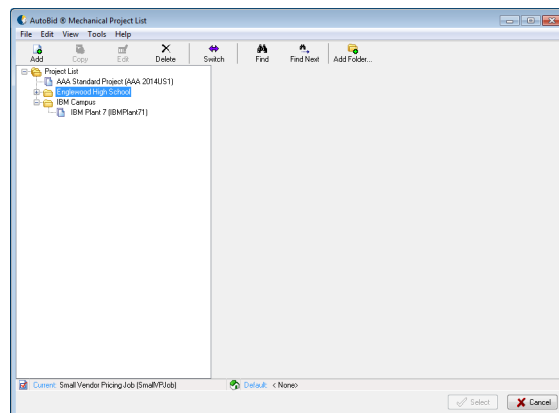 AutoBid ® Mechanical Project List
File Edit View Tools Help
Add Copy Edit Delete Switch Find Find Next Add Folder...
Project List
AAA Standard Project (AAA 2014US1)
Englewood High School
IBM Campus
IBM Plant 7 (IBMPlant71)
Current: Small Vendor Pricing Job (SmallVPJob) Default: < None>
Select Cancel